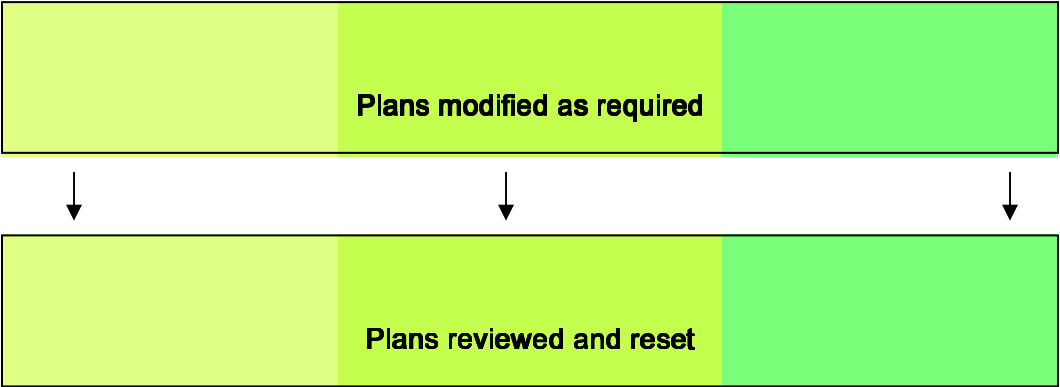 Plans modified as required
Plans reviewed and reset